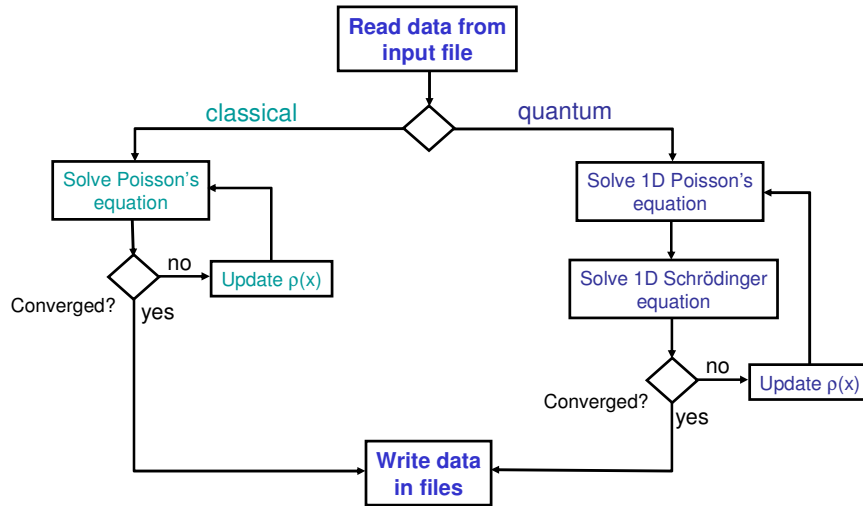 Read data from
input file
classical
quantum
Solve Poisson's
equation
no
Update ρ(x)
Converged?
yes
Solve 1D Poisson's
equation
Solve 1D Schrödinger
equation
no
Update ρ(x)
Converged?
yes
Write data
in files